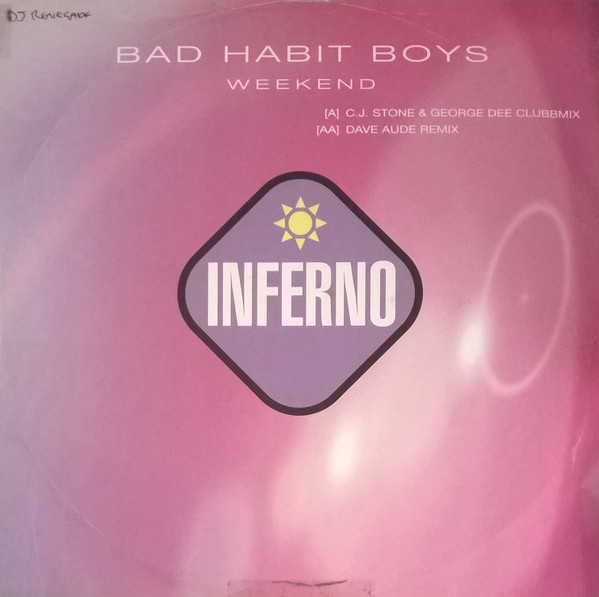 DJ RENEGADE
BAD HABIT BOYS
WEEKEND
[A] C.J. STONE & GEORGE DEE CLUBBMIX
[AA] DAVE AUDE REMIX
INFERNO